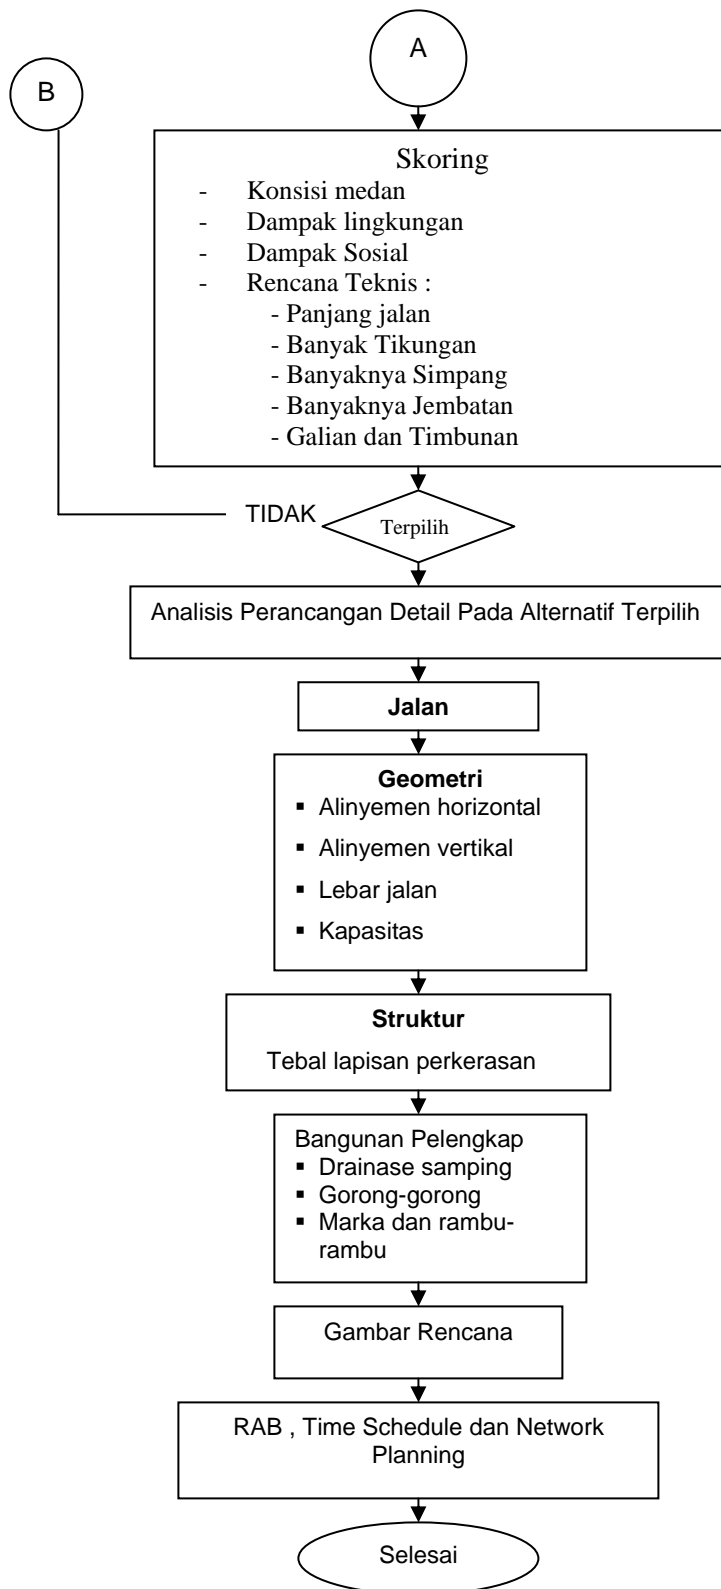 A
B
Skoring
- Konsisi medan
- Dampak lingkungan
- Dampak Sosial
- Rencana Teknis :
- Panjang jalan
- Banyak Tikungan
- Banyaknya Simpang
- Banyaknya Jembatan
- Galian dan Timbunan
TIDAK
Terpilih
Analisis Perancangan Detail Pada Alternatif Terpilih
Jalan
Geometri
▪ Alinyemen horizontal
▪ Alinyemen vertikal
▪ Lebar jalan
▪ Kapasitas
Struktur
Tebal lapisan perkerasan
Bangunan Pelengkap
▪ Drainase samping
▪ Gorong-gorong
▪ Marka dan rambu-
rambu
Gambar Rencana
RAB , Time Schedule dan Network
Planning
Selesai